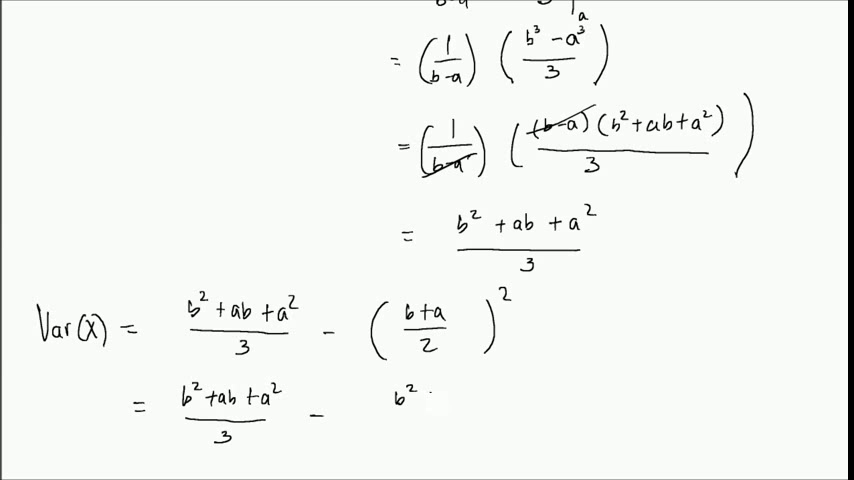 = (1/(b-a)) ((b³ - a³)/3)
= (1/(b-a)) ((b-a)(b² + ab + a²)/3)
= (b² + ab + a²)/3
Var(X) = (b² + ab + a²)/3 - ((b+a)/2)²
= (b² + ab + a²)/3 - b²